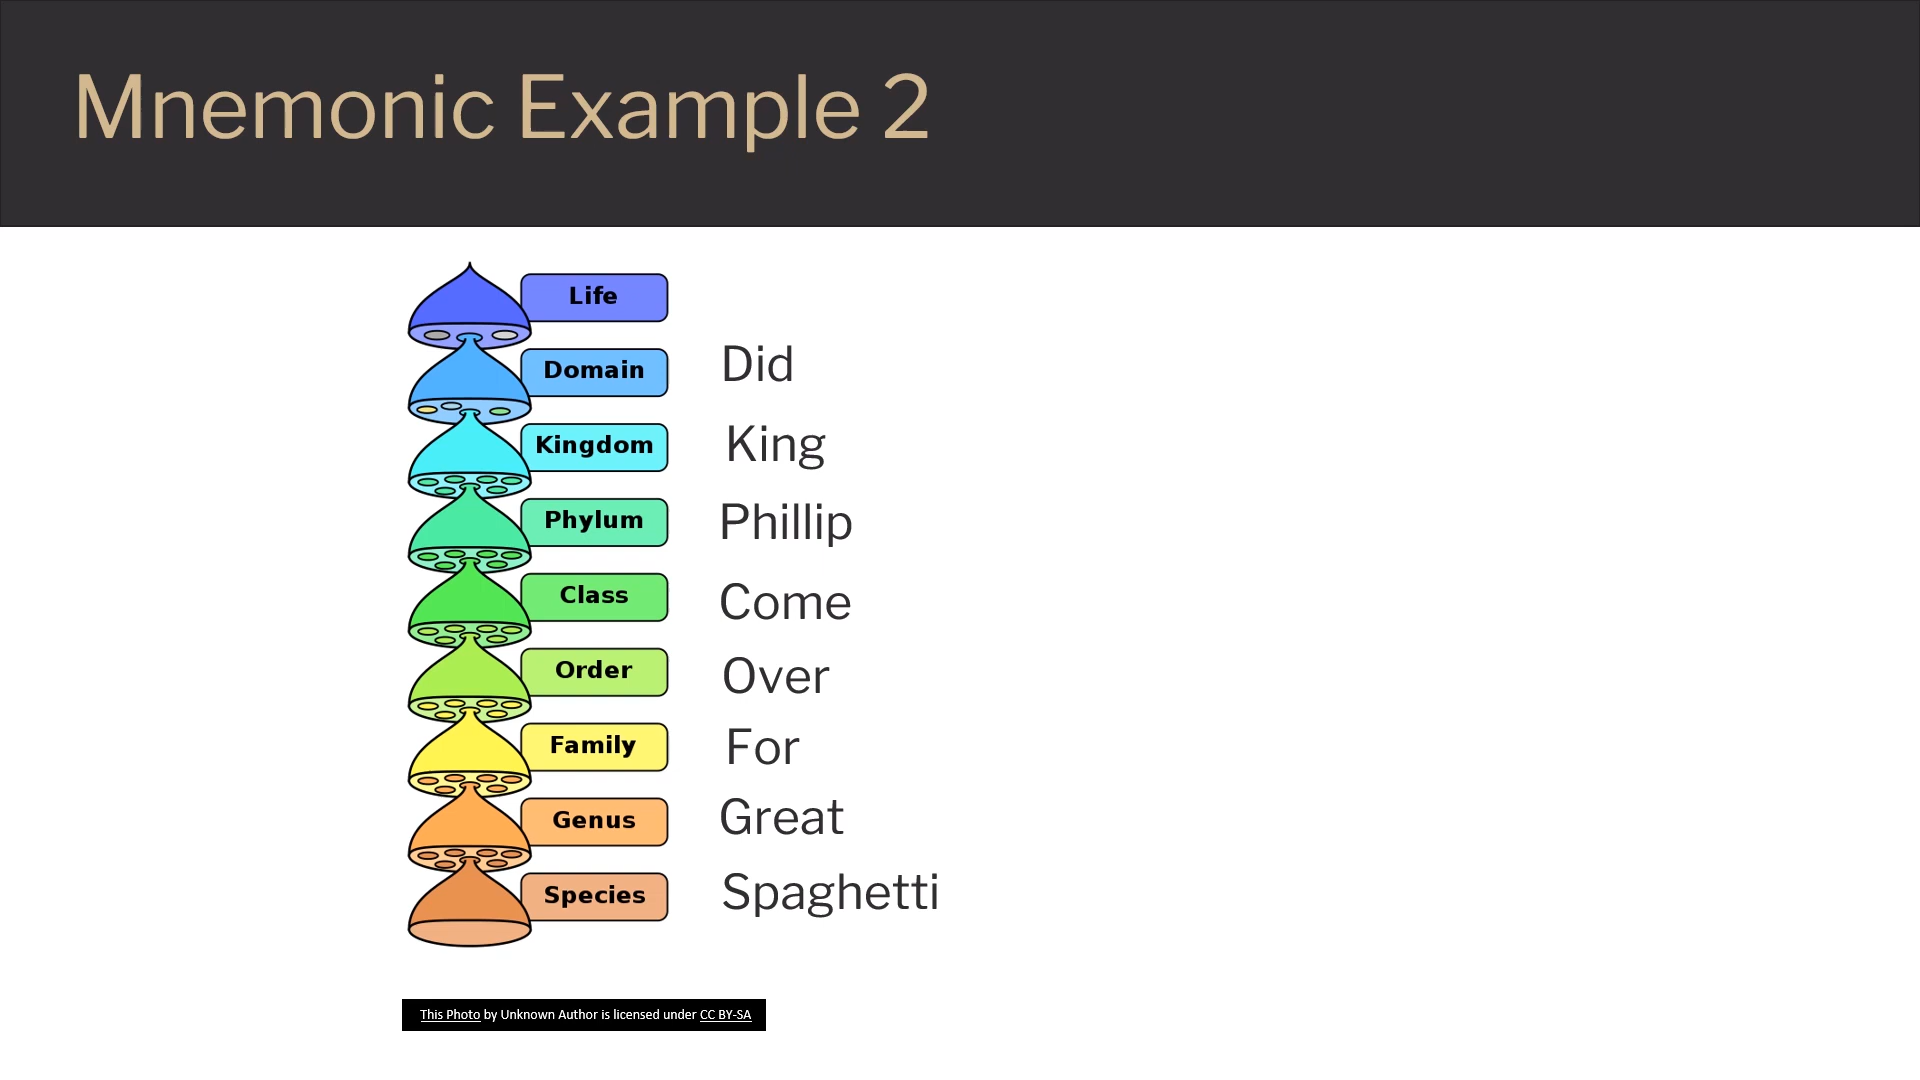 Mnemonic Example 2
Life
Domain
Did
Kingdom
King
Phylum
Phillip
Class
Come
Order
Over
Family
For
Genus
Great
Species
Spaghetti
This Photo by Unknown Author is licensed under CC BY-SA